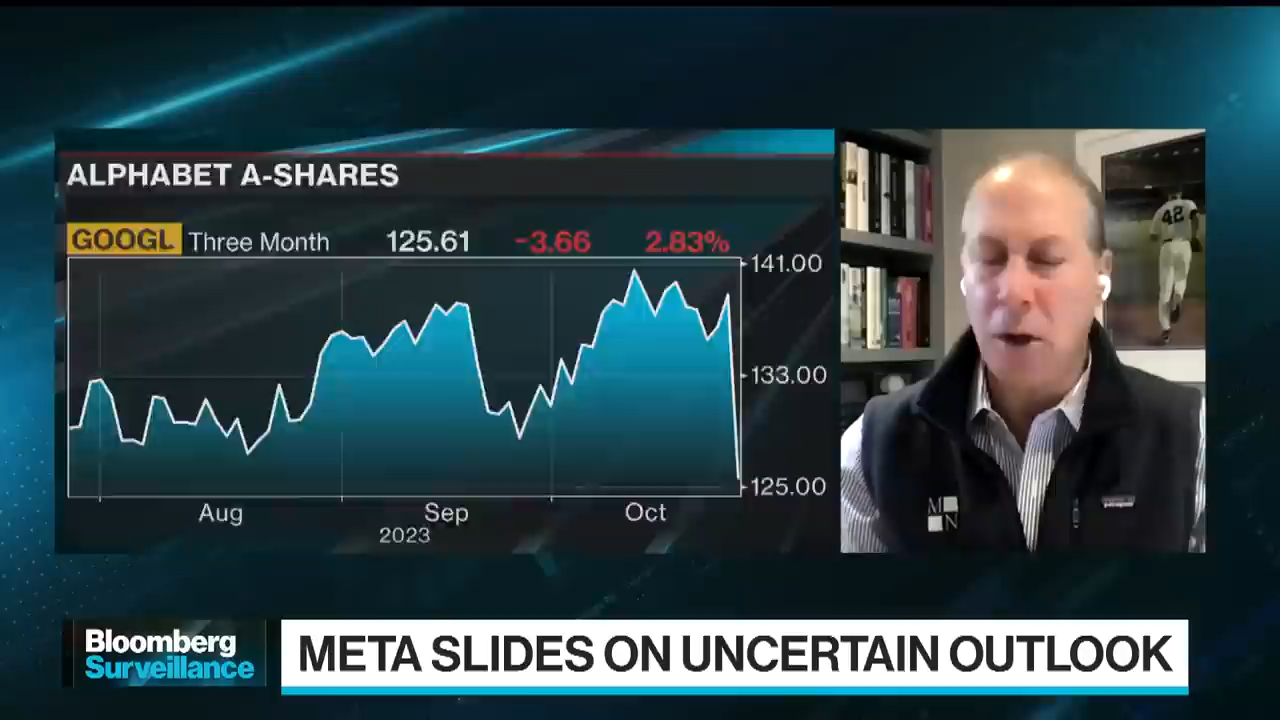 ALPHABET A-SHARES
GOOGL Three Month 125.61 -3.66 2.83%
141.00
133.00
125.00
Aug Sep Oct
2023
42
M
N
patagonia
Bloomberg
Surveillance
META SLIDES ON UNCERTAIN OUTLOOK